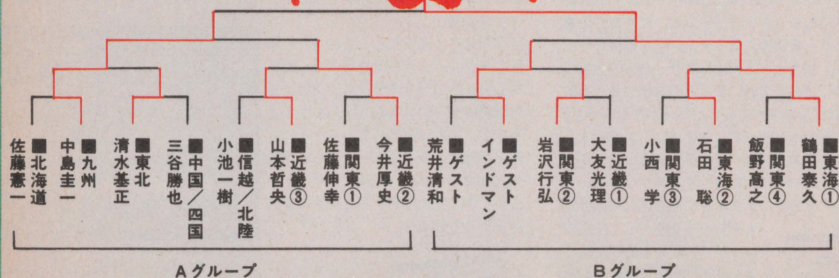 ■北海道
佐藤憲一
■九州
中島圭一
■東北
清水基正
■中国／四国
三谷勝也
■信越／北陸
小池一樹
■近畿③
山本哲央
■関東①
佐藤伸幸
■近畿②
今井厚史
■ゲスト
荒井清和
■ゲスト
インドマン
■関東②
岩沢行弘
■近畿①
大友光理
■関東③
小西 学
■東海②
石田 聡
■関東④
飯野高之
■東海①
鶴田泰久
Aグループ
Bグループ